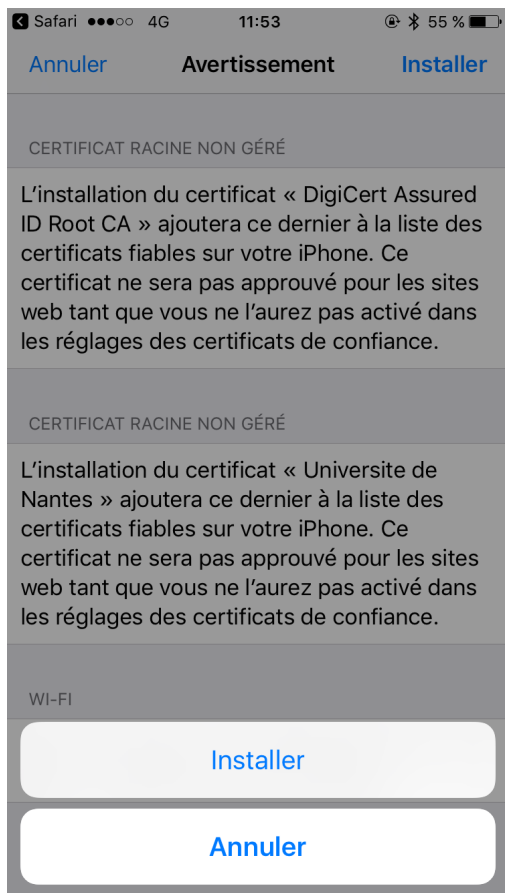 Safari 4G 11:53 55 %
Annuler Avertissement Installer
CERTIFICAT RACINE NON GÉRÉ
L’installation du certificat « DigiCert Assured
ID Root CA » ajoutera ce dernier à la liste des
certificats fiables sur votre iPhone. Ce
certificat ne sera pas approuvé pour les sites
web tant que vous ne l’aurez pas activé dans
les réglages des certificats de confiance.
CERTIFICAT RACINE NON GÉRÉ
L’installation du certificat « Universite de
Nantes » ajoutera ce dernier à la liste des
certificats fiables sur votre iPhone. Ce
certificat ne sera pas approuvé pour les sites
web tant que vous ne l’aurez pas activé dans
les réglages des certificats de confiance.
WI-FI
Installer
Annuler